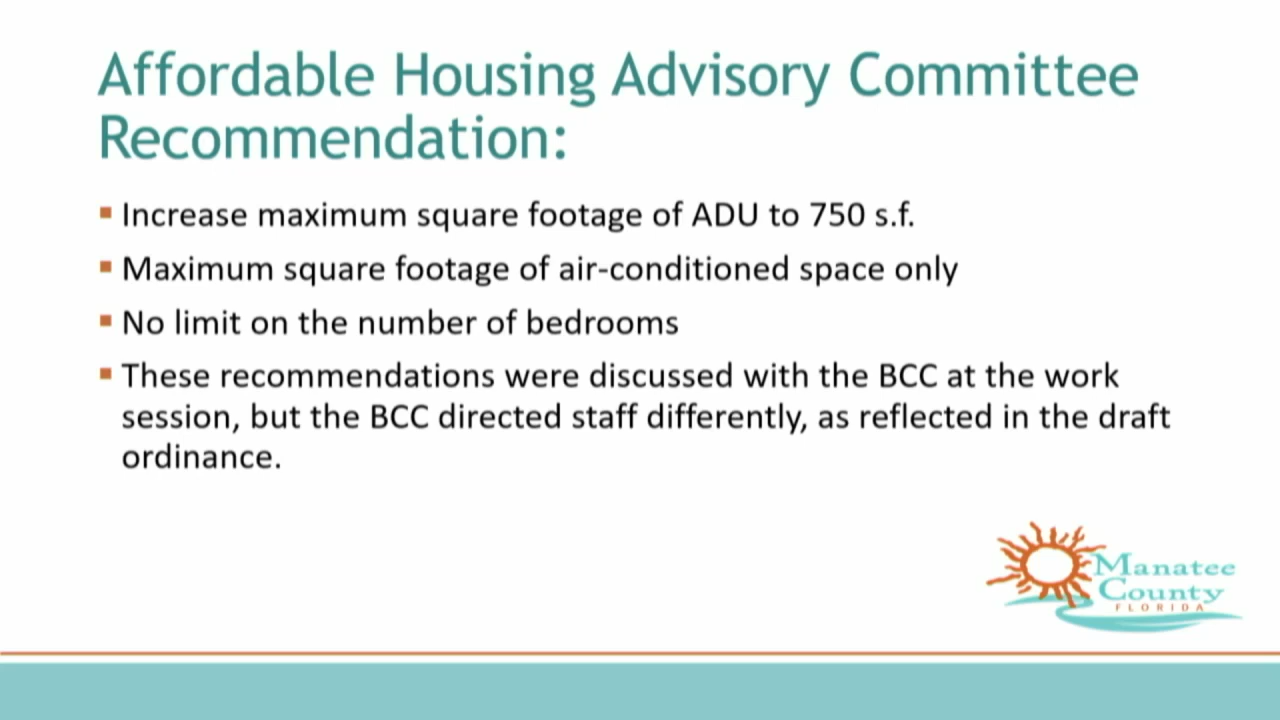 Affordable Housing Advisory Committee
Recommendation:
Increase maximum square footage of ADU to 750 s.f.
Maximum square footage of air-conditioned space only
No limit on the number of bedrooms
These recommendations were discussed with the BCC at the work
session, but the BCC directed staff differently, as reflected in the draft
ordinance.
Manatee
County
FLORIDA